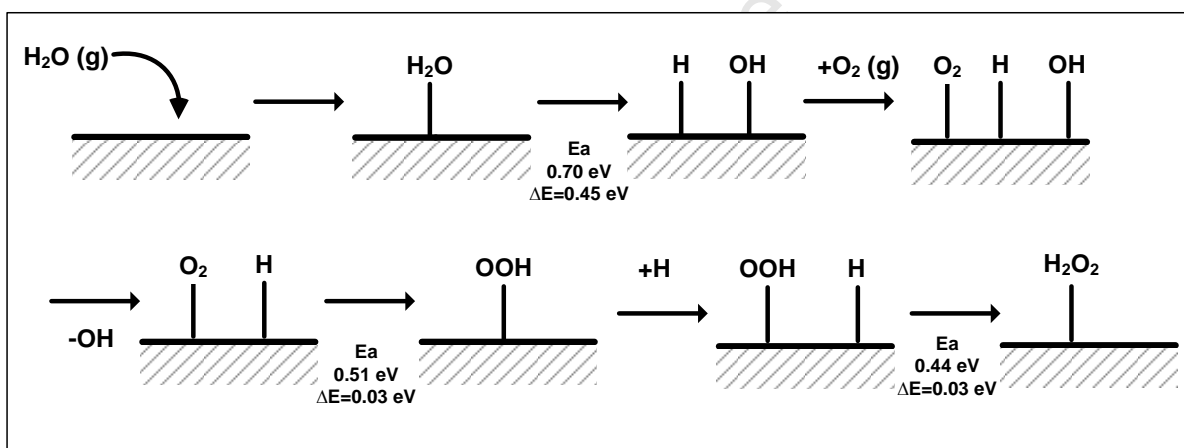 H₂O (g)
H₂O
H OH
+O₂ (g)
O₂ H OH
Ea
0.70 eV
ΔE=0.45 eV
-OH
O₂ H
Ea
0.51 eV
ΔE=0.03 eV
OOH
+H
OOH H
Ea
0.44 eV
ΔE=0.03 eV
H₂O₂